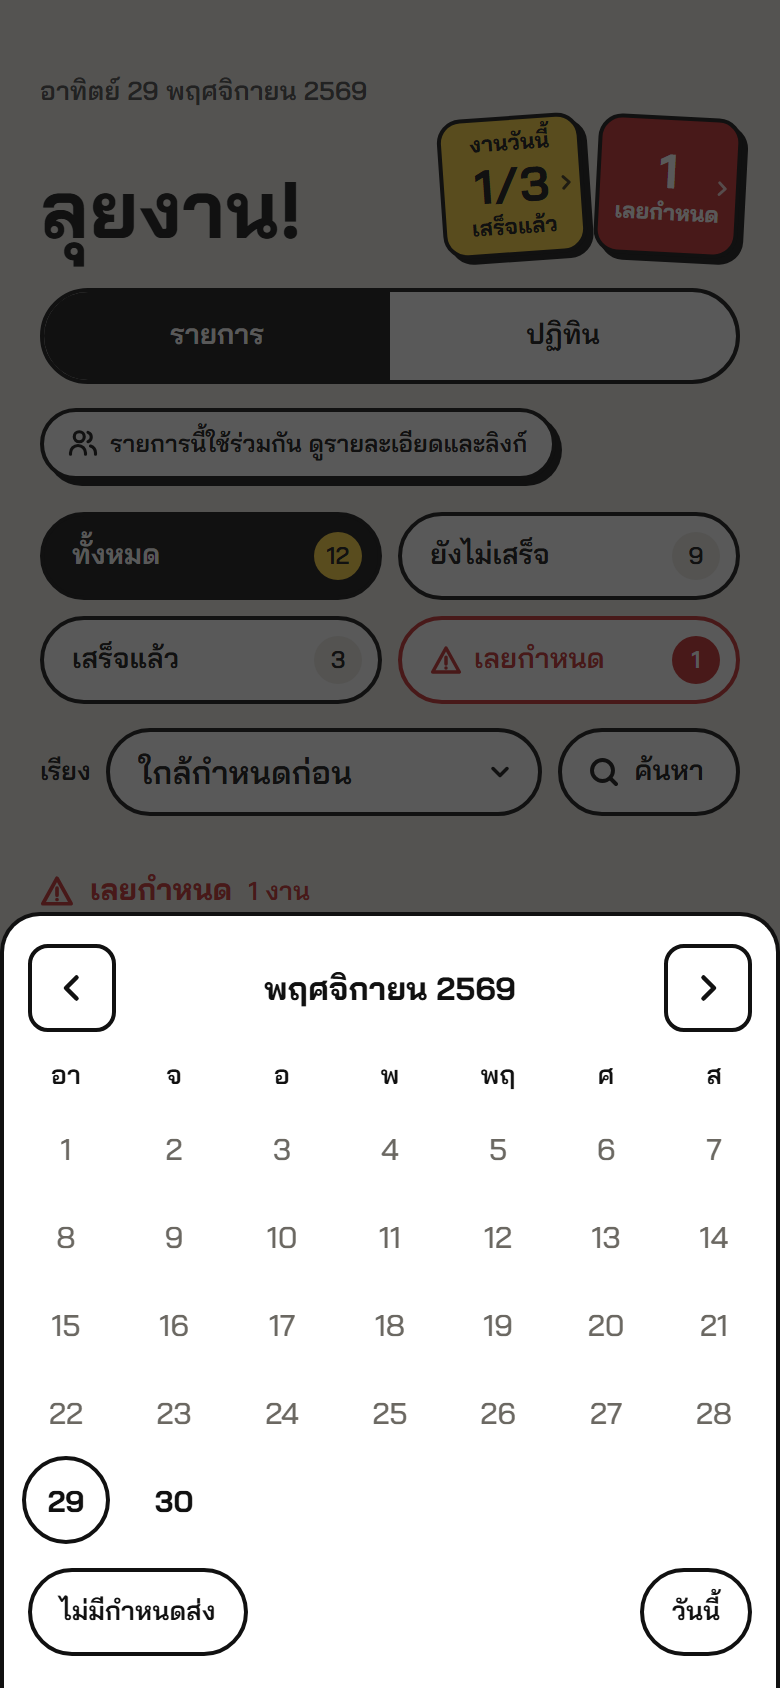 อาทิตย์ 29 พฤศจิกายน 2569
ลุยงาน!
งานวันนี้
1/3
เสร็จแล้ว
1
เลยกำหนด
รายการ
ปฏิทิน
รายการนี้ใช้ร่วมกัน ดูรายละเอียดและลิงก์
ทั้งหมด 12
ยังไม่เสร็จ 9
เสร็จแล้ว 3
เลยกำหนด 1
เรียง ใกล้กำหนดก่อน ค้นหา
เลยกำหนด 1 งาน
พฤศจิกายน 2569
อา จ อ พ พฤ ศ ส
1 2 3 4 5 6 7
8 9 10 11 12 13 14
15 16 17 18 19 20 21
22 23 24 25 26 27 28
29 30
ไม่มีกำหนดส่ง วันนี้